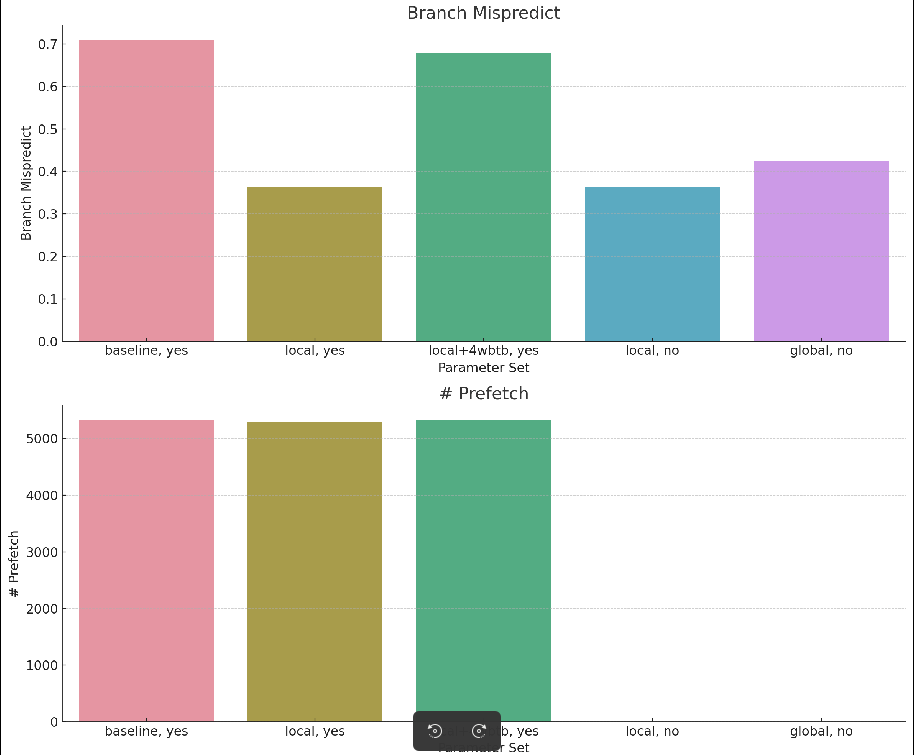 Branch Mispredict
Branch Mispredict
0.7
0.6
0.5
0.4
0.3
0.2
0.1
0.0
baseline, yes local, yes local+4wbtb, yes local, no global, no
Parameter Set
# Prefetch
# Prefetch
5000
4000
3000
2000
1000
0
baseline, yes local, yes yes local, no global, no
Set